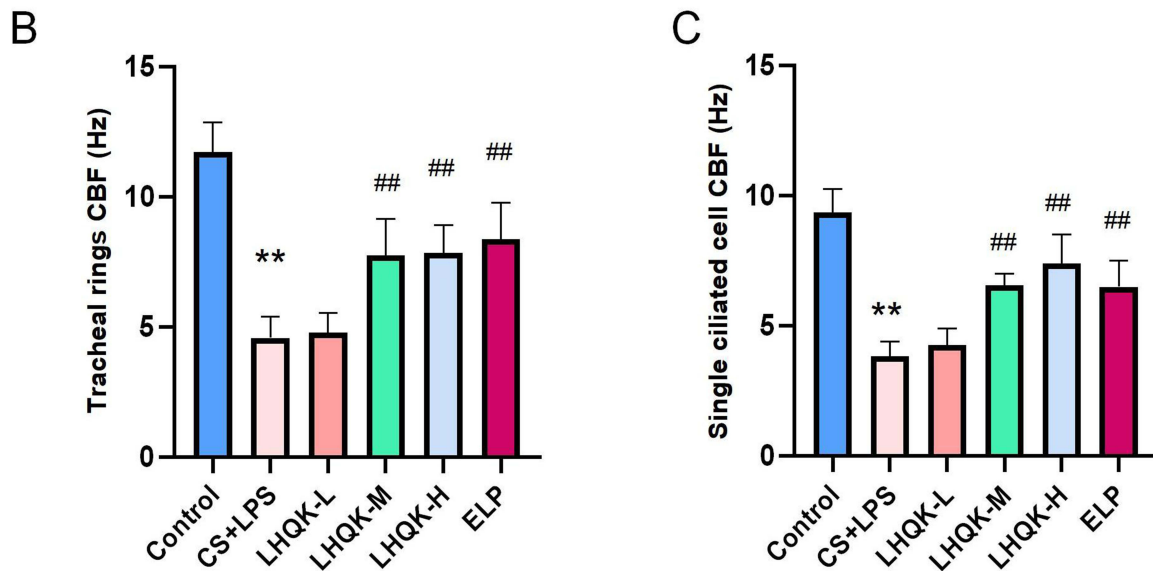 B
Tracheal rings CBF (Hz)
15
10
5
0
**
##
##
##
Control
CS+LPS
LHQK-L
LHQK-M
LHQK-H
ELP
C
Single ciliated cell CBF (Hz)
15
10
5
0
**
##
##
##
Control
CS+LPS
LHQK-L
LHQK-M
LHQK-H
ELP